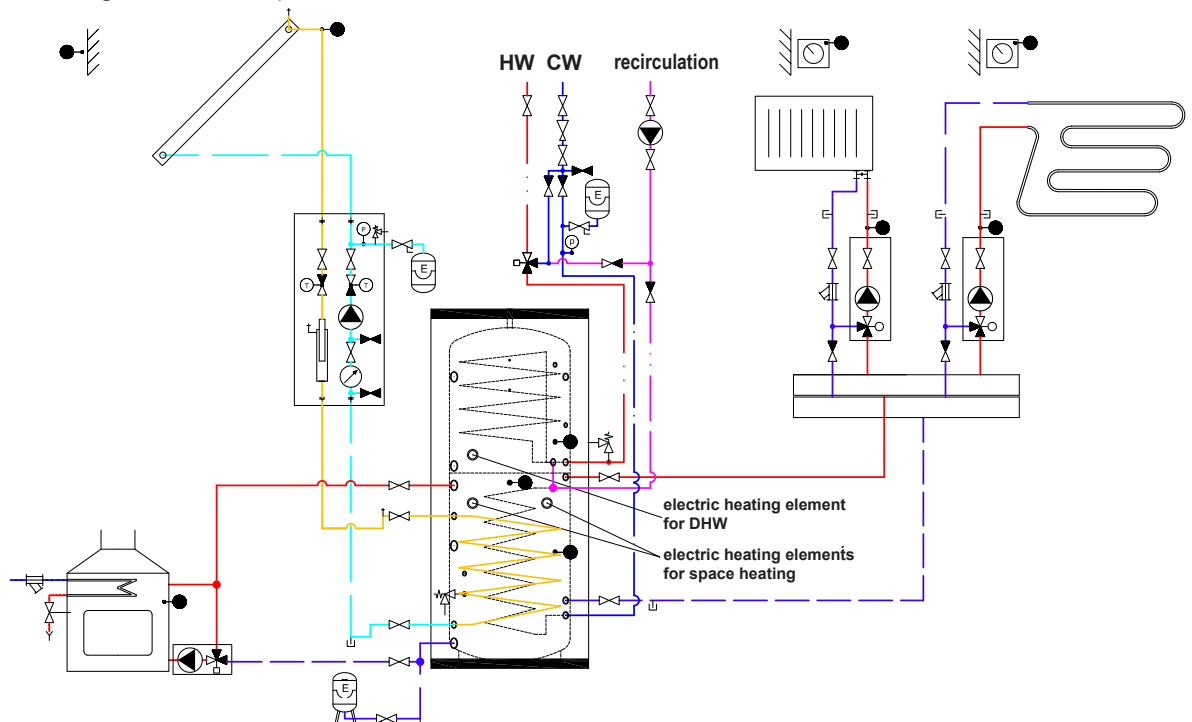 HW CW recirculation
P
E
E
T
T
P
electric heating element
for DHW
electric heating elements
for space heating
E